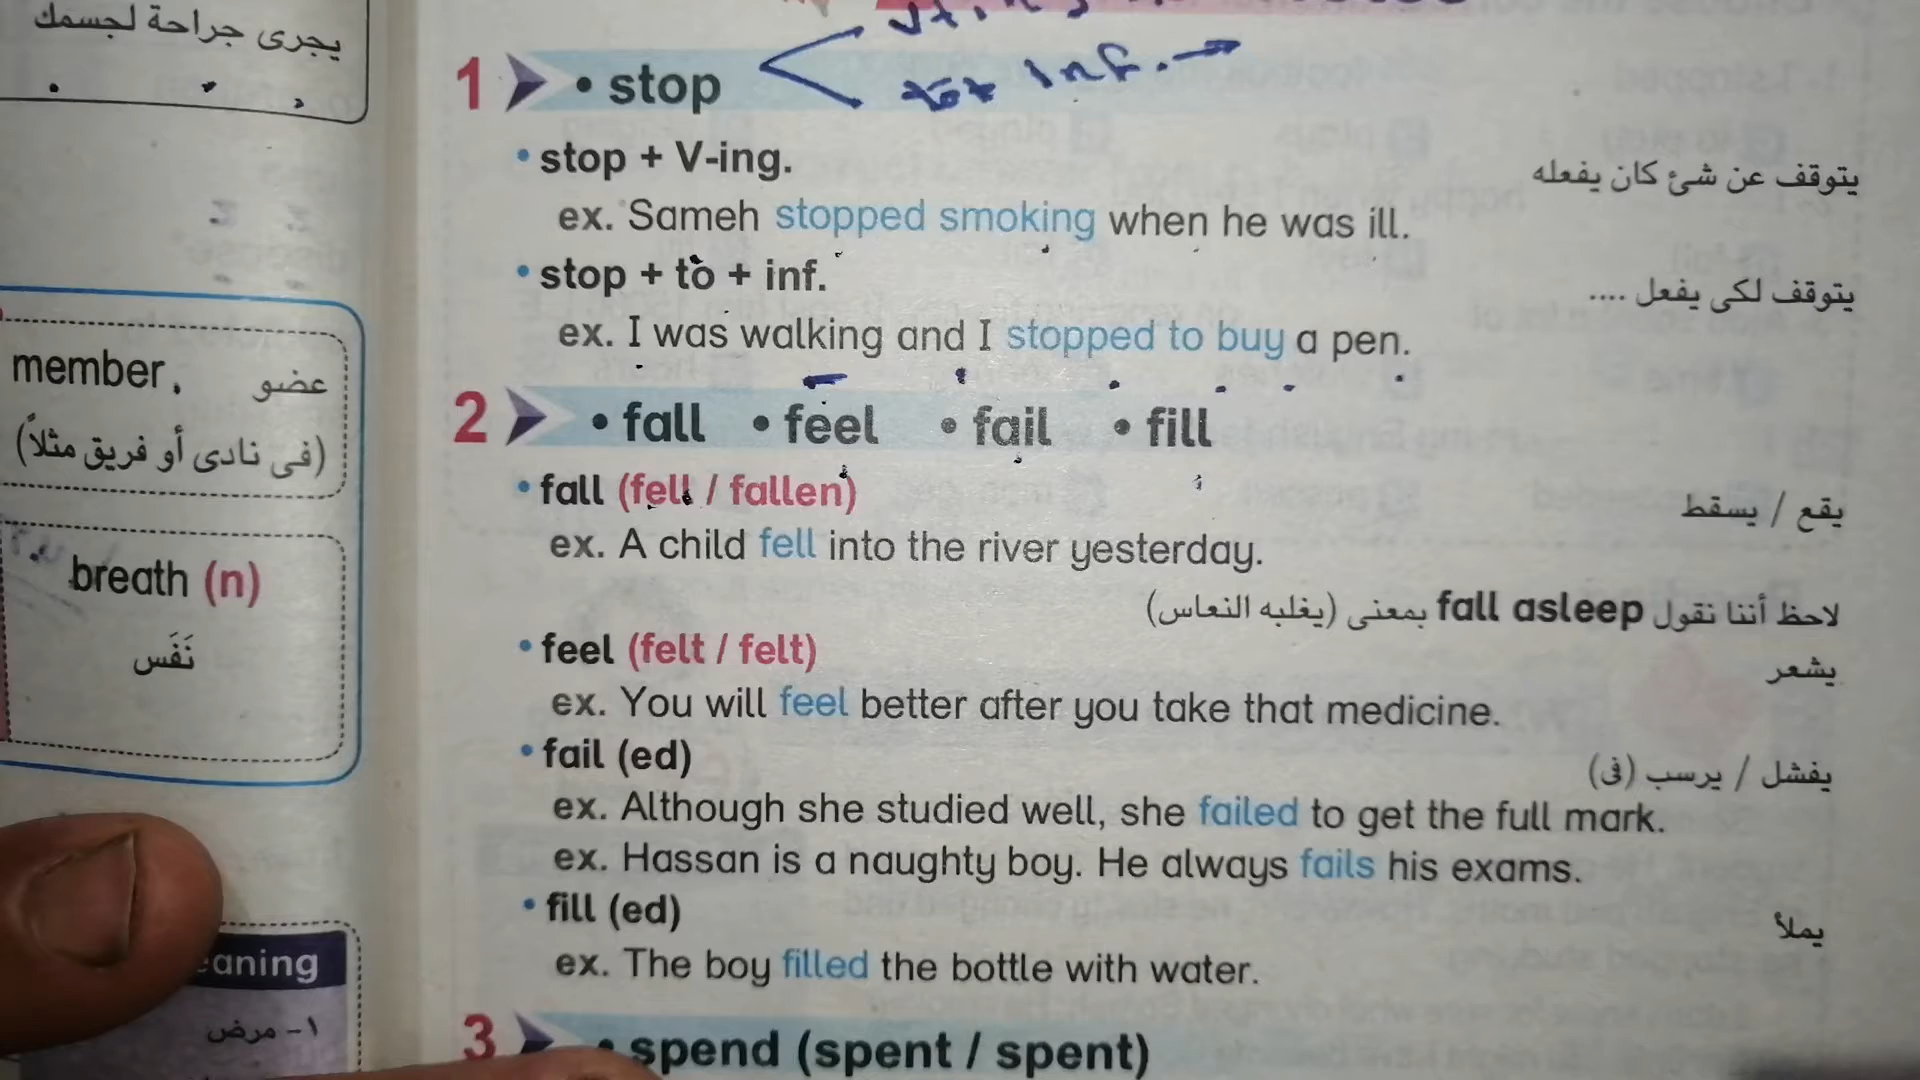 يجرى جراحة لجسمك
member عضو
(فى نادى أو فريق مثلاً)
breath (n)
نَفَس
eaning
١- مرض
1 • stop
to+ inf.
• stop + V-ing. يتوقف عن شئ كان يفعله
ex. Sameh stopped smoking when he was ill.
• stop + to + inf. يتوقف لكى يفعل ....
ex. I was walking and I stopped to buy a pen.
2 • fall • feel • fail • fill
• fall (fell / fallen) يقع / يسقط
ex. A child fell into the river yesterday.
لاحظ أننا نقول fall asleep بمعنى (يغلبه النعاس)
• feel (felt / felt) يشعر
ex. You will feel better after you take that medicine.
• fail (ed) يفشل / يرسب (فى)
ex. Although she studied well, she failed to get the full mark.
ex. Hassan is a naughty boy. He always fails his exams.
• fill (ed) يملأ
ex. The boy filled the bottle with water.
3 • spend (spent / spent)